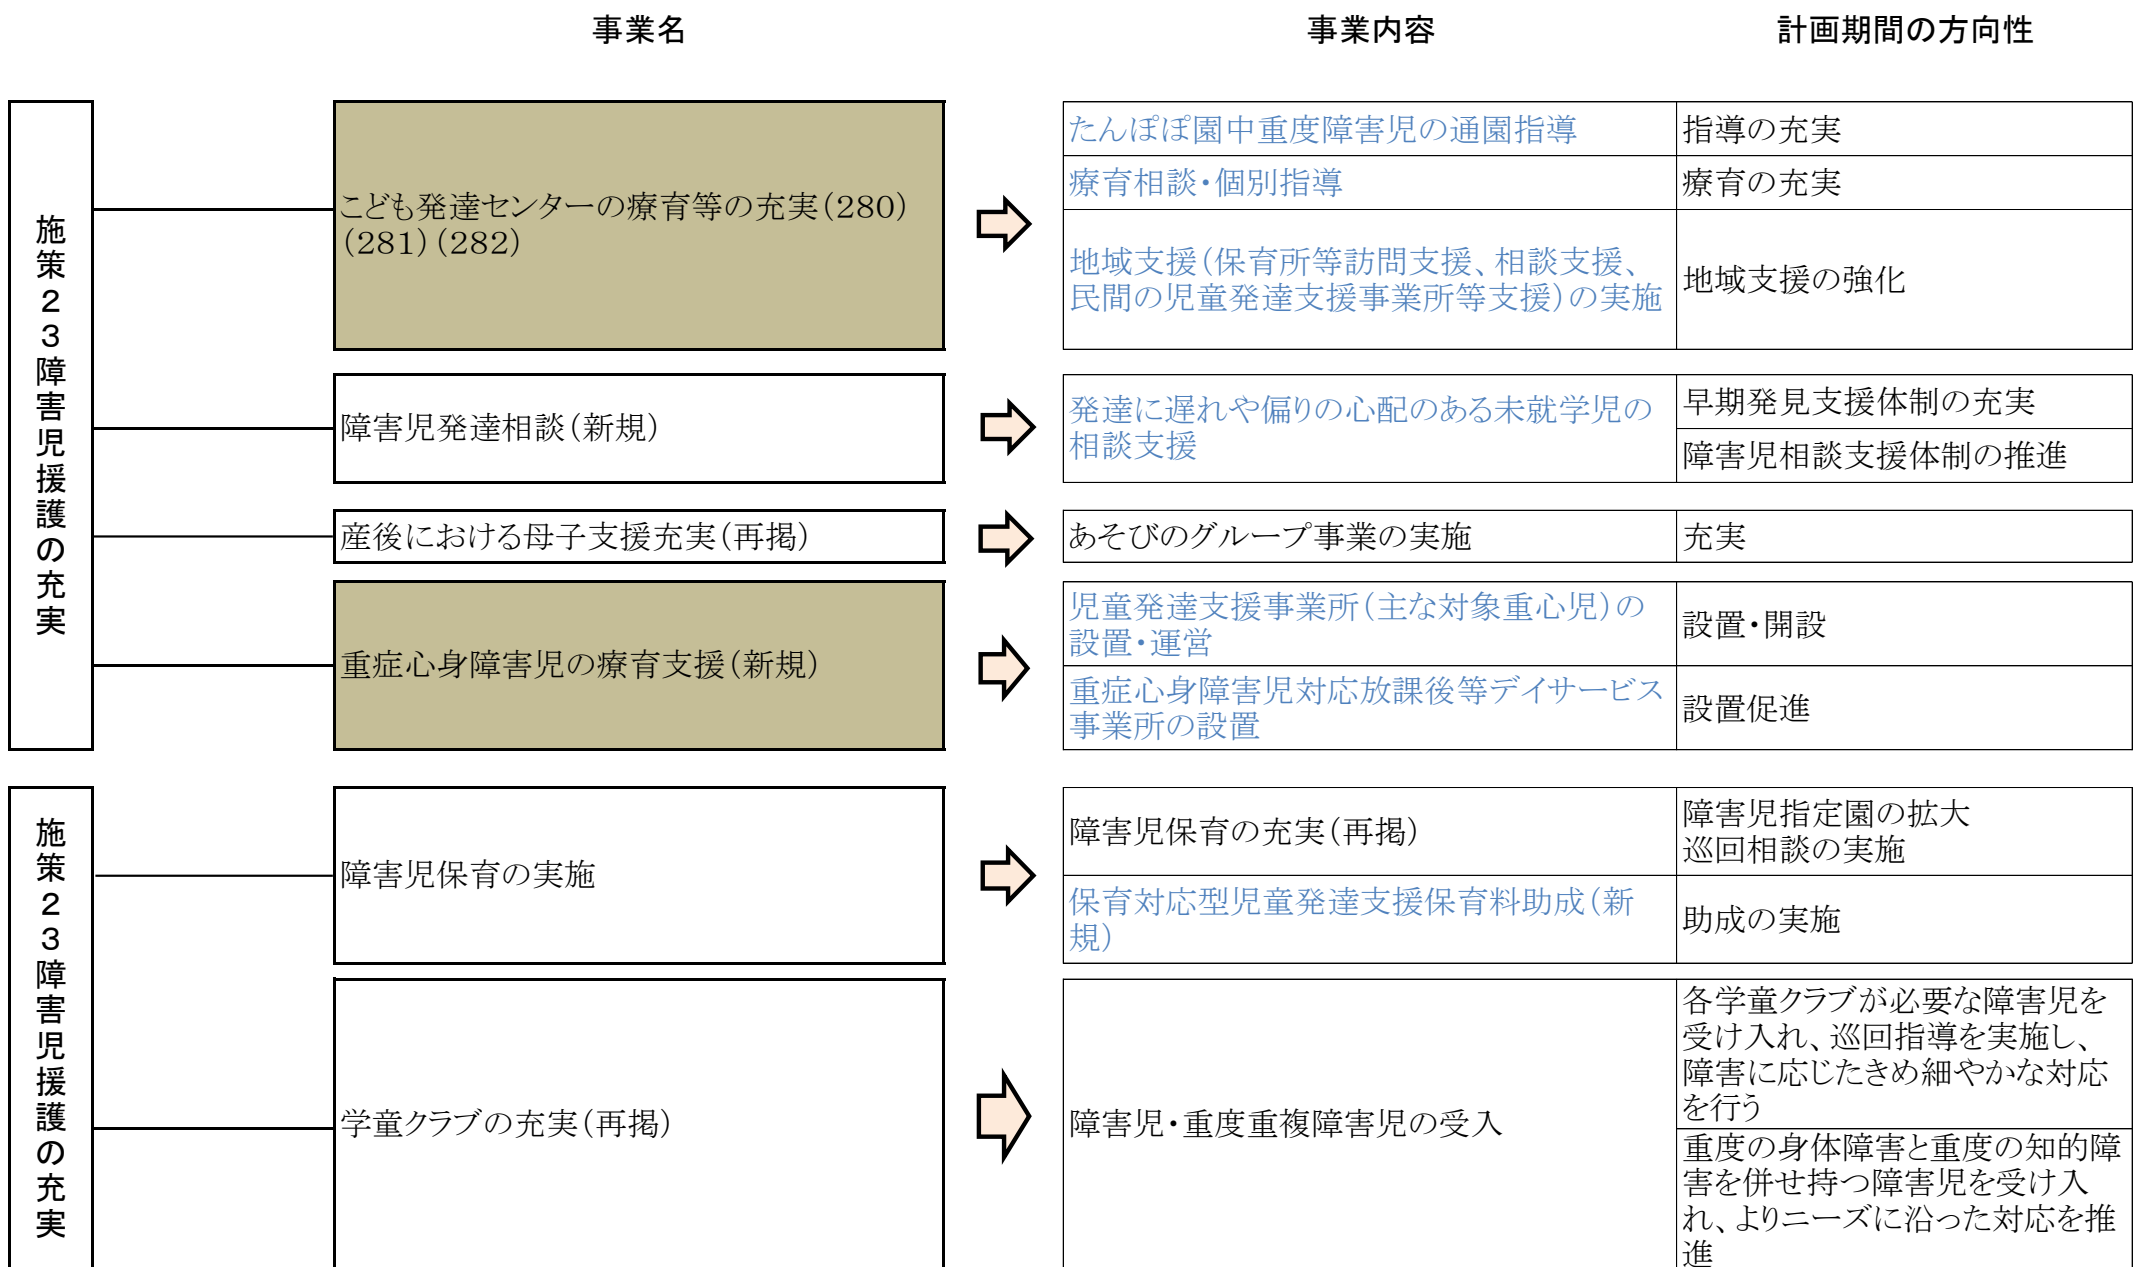 事業名
事業内容
計画期間の方向性
施策23障害児援護の充実
こども発達センターの療育等の充実(280)
(281)(282)
たんぽぽ園中重度障害児の通園指導
指導の充実
療育相談・個別指導
療育の充実
地域支援(保育所等訪問支援、相談支援、
民間の児童発達支援事業所等支援)の実施
地域支援の強化
障害児発達相談(新規)
発達に遅れや偏りの心配のある未就学児の
相談支援
早期発見支援体制の充実
障害児相談支援体制の推進
産後における母子支援充実(再掲)
あそびのグループ事業の実施
充実
重症心身障害児の療育支援(新規)
児童発達支援事業所(主な対象重心児)の
設置・運営
設置・開設
重症心身障害児対応放課後等デイサービス
事業所の設置
設置促進
施策23障害児援護の充実
障害児保育の実施
障害児保育の充実(再掲)
障害児指定園の拡大
巡回相談の実施
保育対応型児童発達支援保育料助成(新
規)
助成の実施
学童クラブの充実(再掲)
障害児・重度重複障害児の受入
各学童クラブが必要な障害児を
受け入れ、巡回指導を実施し、
障害に応じたきめ細やかな対応
を行う
重度の身体障害と重度の知的障
害を併せ持つ障害児を受け入
れ、よりニーズに沿った対応を推
進